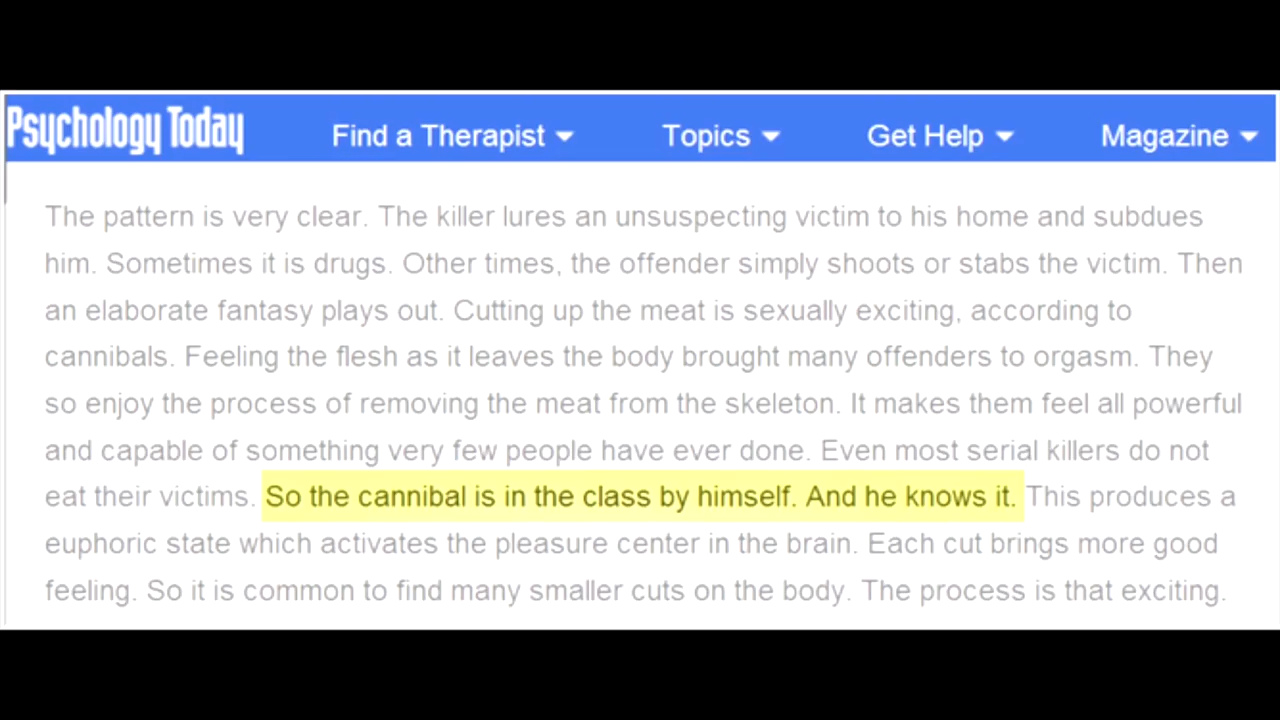 Psychology Today Find a Therapist Topics Get Help Magazine
The pattern is very clear. The killer lures an unsuspecting victim to his home and subdues
him. Sometimes it is drugs. Other times, the offender simply shoots or stabs the victim. Then
an elaborate fantasy plays out. Cutting up the meat is sexually exciting, according to
cannibals. Feeling the flesh as it leaves the body brought many offenders to orgasm. They
so enjoy the process of removing the meat from the skeleton. It makes them feel all powerful
and capable of something very few people have ever done. Even most serial killers do not
eat their victims. So the cannibal is in the class by himself. And he knows it. This produces a
euphoric state which activates the pleasure center in the brain. Each cut brings more good
feeling. So it is common to find many smaller cuts on the body. The process is that exciting.